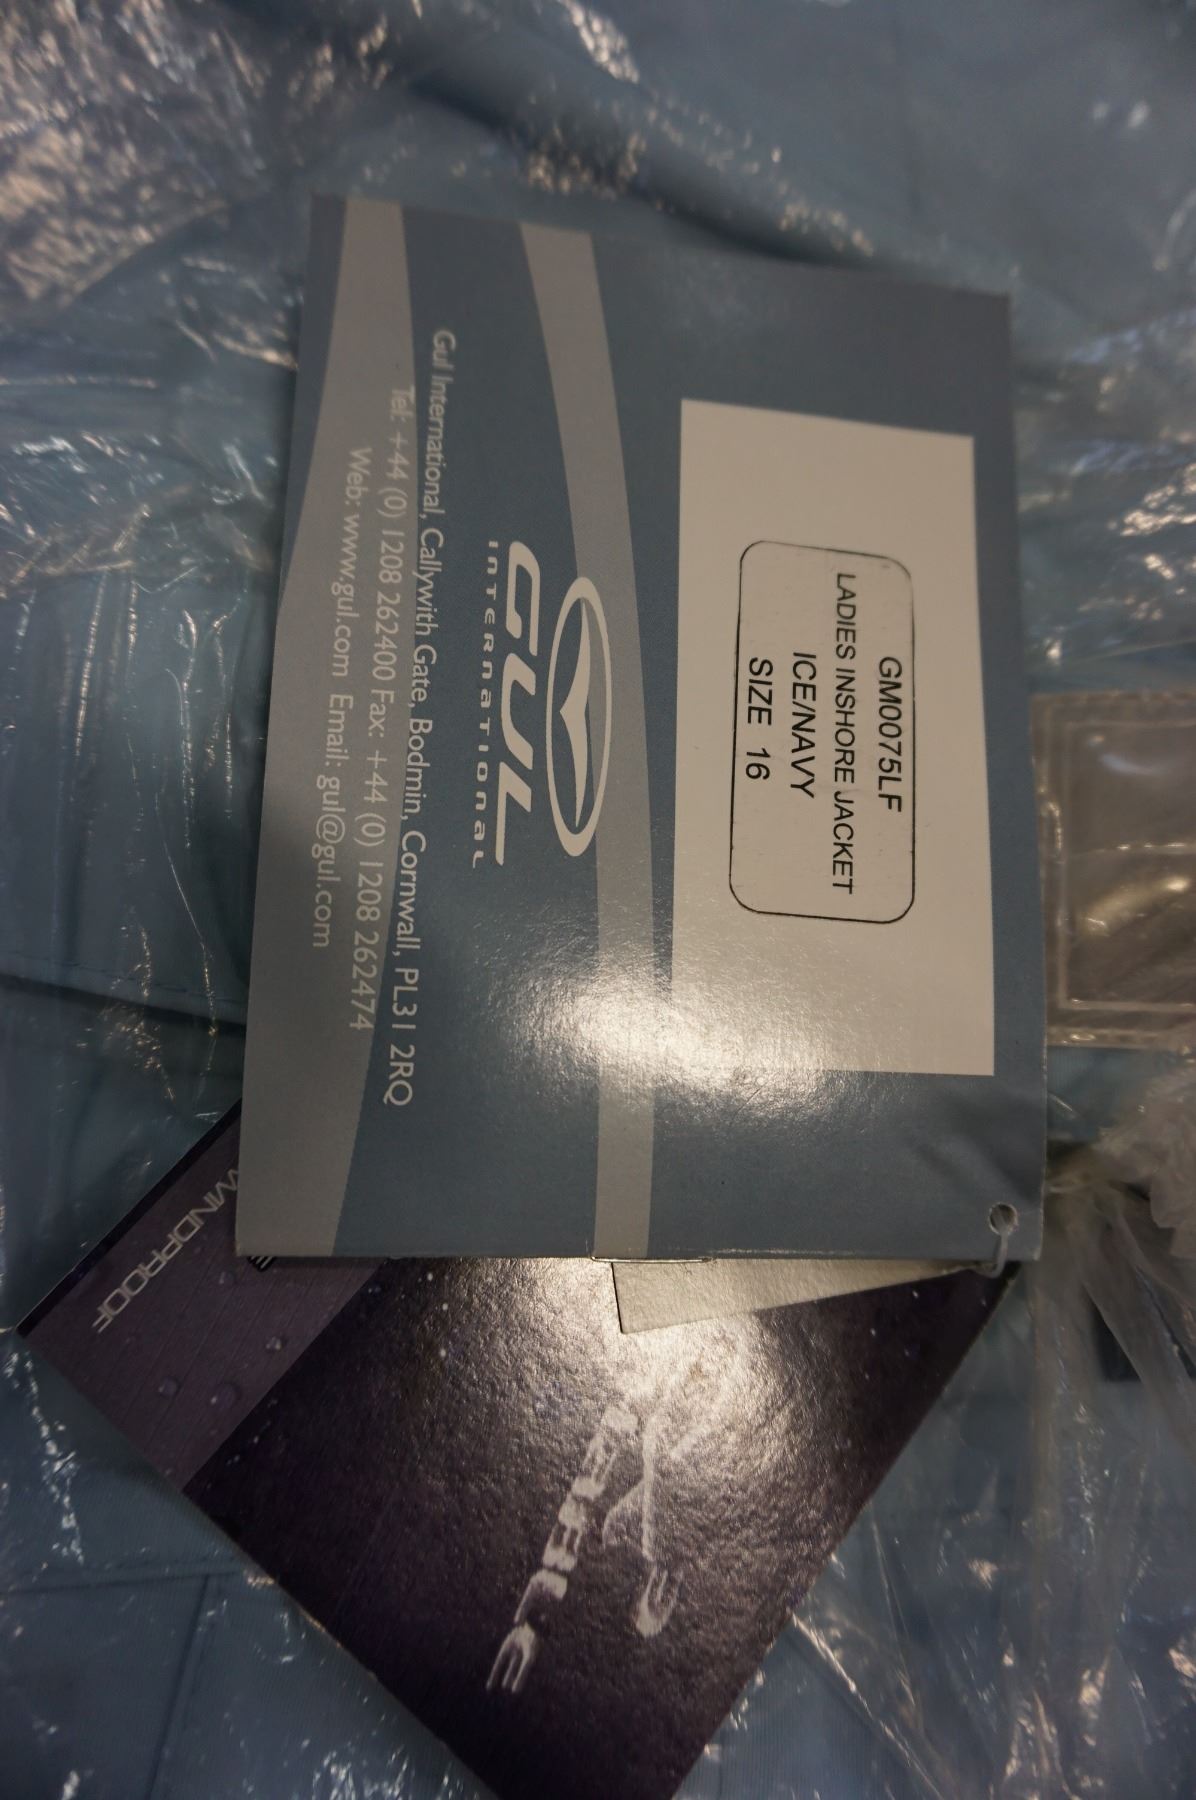 GM0075LF
LADIES INSHORE JACKET
ICE/NAVY
SIZE 16
GUL
INTERNATIONAL
Gul International, Callywith Gate, Bodmin, Cornwall, PL31 2RQ
Tel: +44 (0) 1208 262400 Fax: +44 (0) 1208 262474
Web: www.gul.com Email: gul@gul.com
WINDPROOF